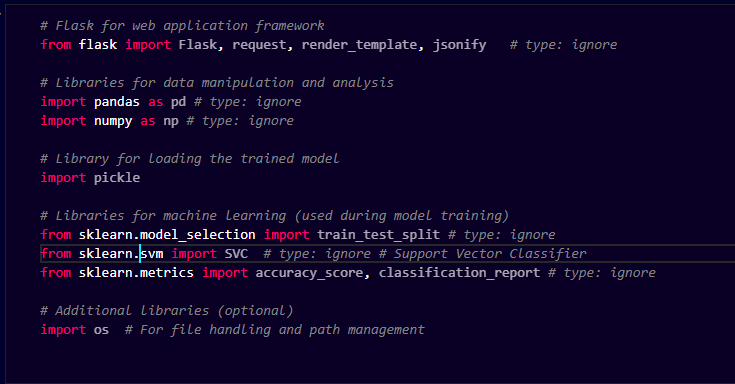 # Flask for web application framework
from flask import Flask, request, render_template, jsonify   # type: ignore
# Libraries for data manipulation and analysis
import pandas as pd # type: ignore
import numpy as np # type: ignore
# Library for loading the trained model
import pickle
# Libraries for machine learning (used during model training)
from sklearn.model_selection import train_test_split # type: ignore
from sklearn.svm import SVC  # type: ignore # Support Vector Classifier
from sklearn.metrics import accuracy_score, classification_report # type: ignore
# Additional libraries (optional)
import os  # For file handling and path management